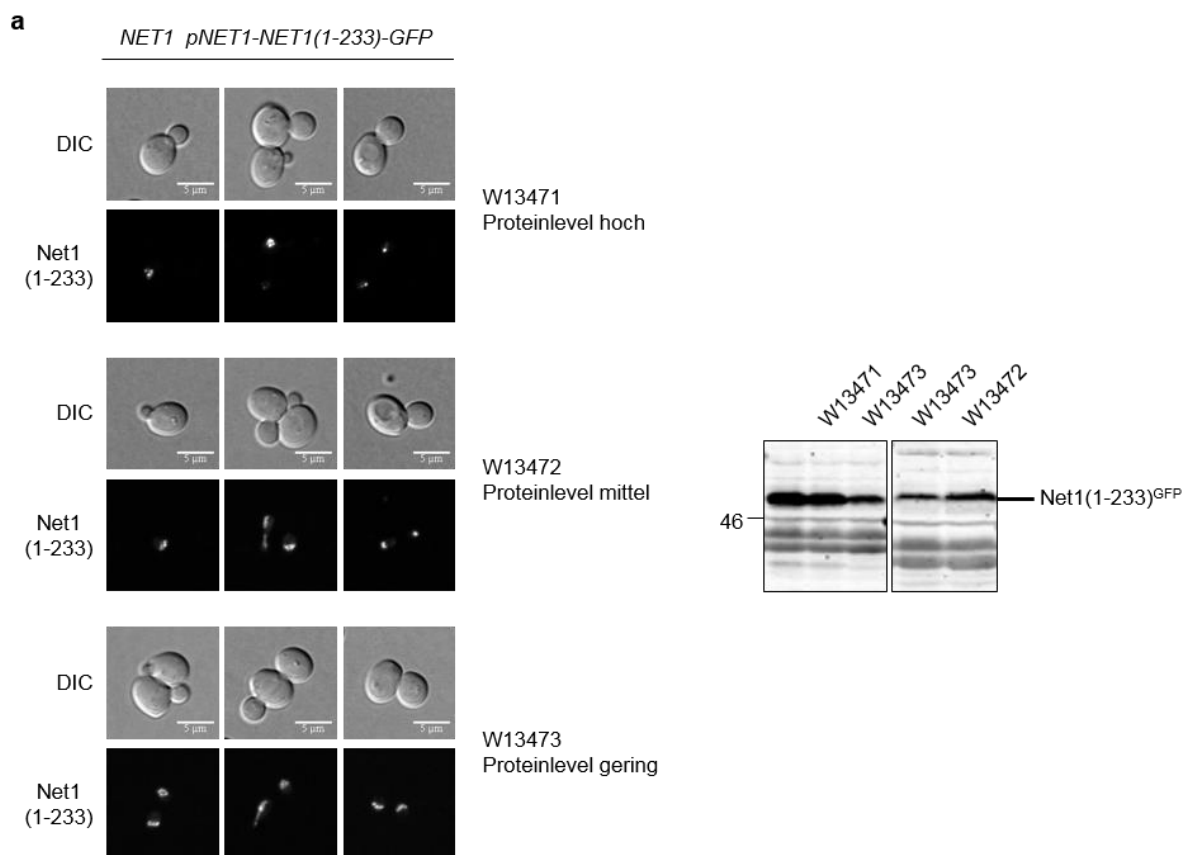 a
NET1 pNET1-NET1(1-233)-GFP
DIC
5 µm
5 µm
5 µm
Net1
(1-233)
W13471
Proteinlevel hoch
DIC
5 µm
5 µm
5 µm
Net1
(1-233)
W13472
Proteinlevel mittel
DIC
5 µm
5 µm
5 µm
Net1
(1-233)
W13473
Proteinlevel gering
W13471
W13473
W13473
W13472
46
Net1(1-233)GFP